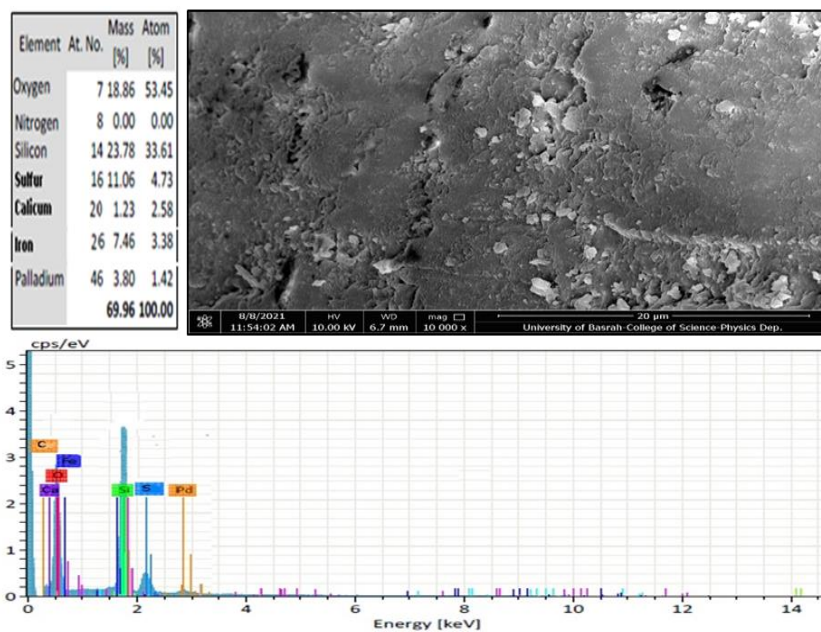 Element At. No. Mass [%] Atom [%]
Oxygen 7 18.86 53.45
Nitrogen 8 0.00 0.00
Silicon 14 23.78 33.61
Sulfur 16 11.06 4.73
Calicum 20 1.23 2.58
Iron 26 7.46 3.38
Palladium 46 3.80 1.42
69.96 100.00
8/8/2021 HV WD mag 20 µm
11:54:02 AM 10.00 kV 6.7 mm 10 000 x University of Basrah-College of Science-Physics Dep.
cps/eV
5
4
3
2
1
0
C
Fe
O
Ca Si S Pd
0 2 4 6 8 10 12 14
Energy [keV]